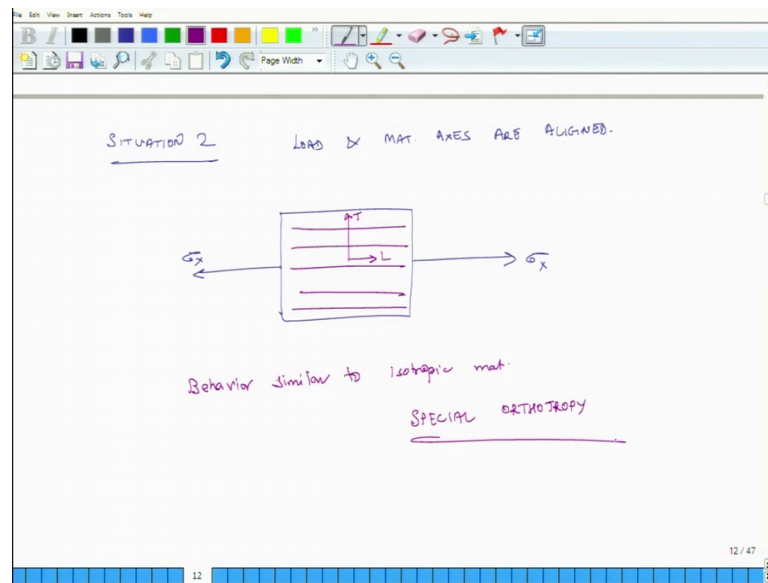 File Edit View Insert Actions Tools Help
B I
Page Width
SITUATION 2 LOAD & MAT. AXES ARE ALIGNED.
T
σx L σx
Behavior similar to isotropic mat.
SPECIAL ORTHOTROPY
12 / 47
12